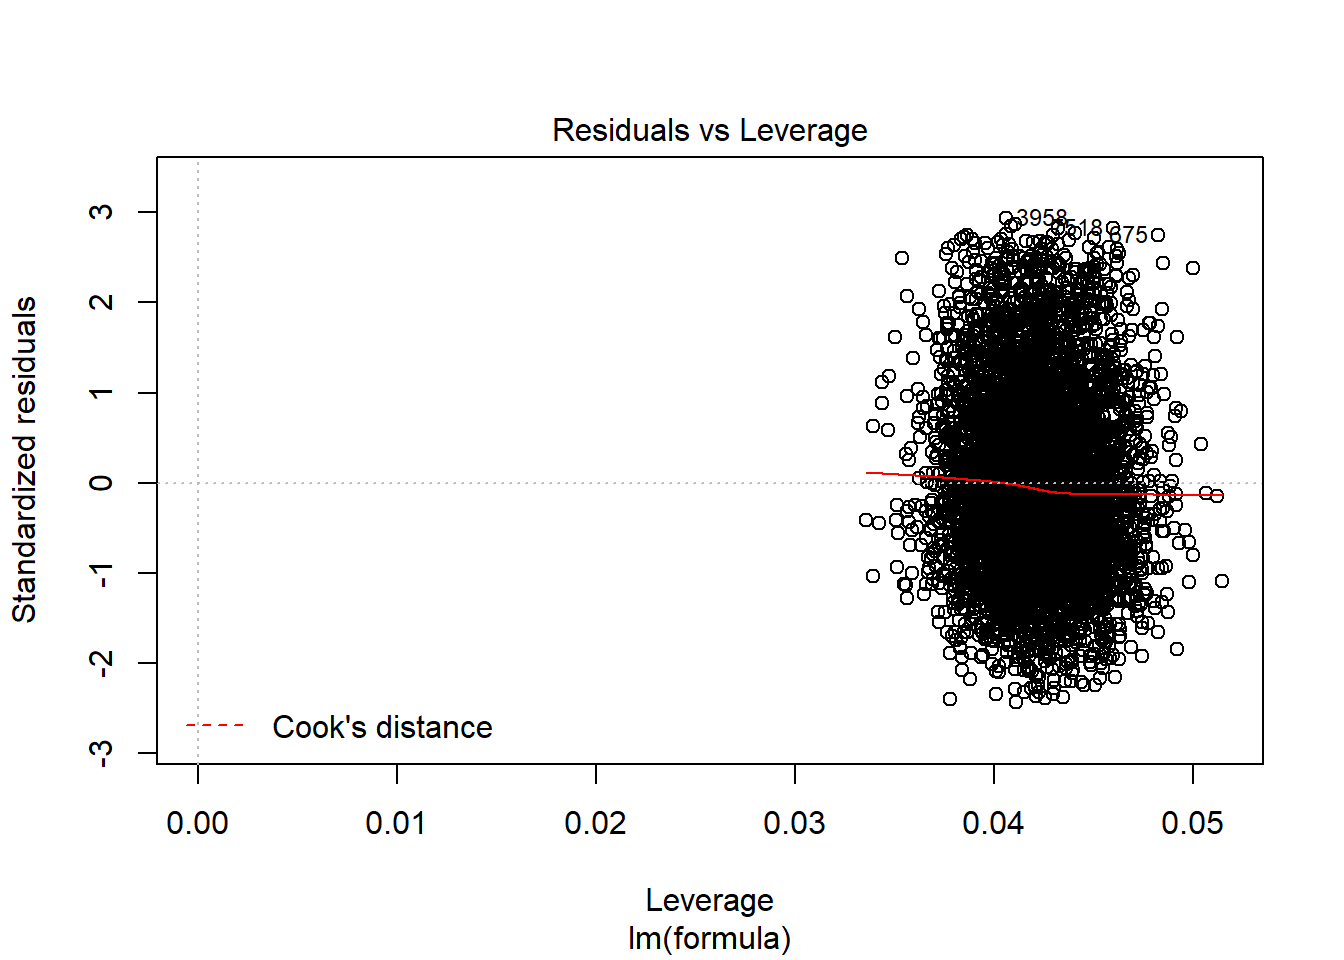 Residuals vs Leverage
Standardized residuals
3
2
1
0
-1
-2
-3
3958
675
Cook's distance
0.00 0.01 0.02 0.03 0.04 0.05
Leverage
lm(formula)